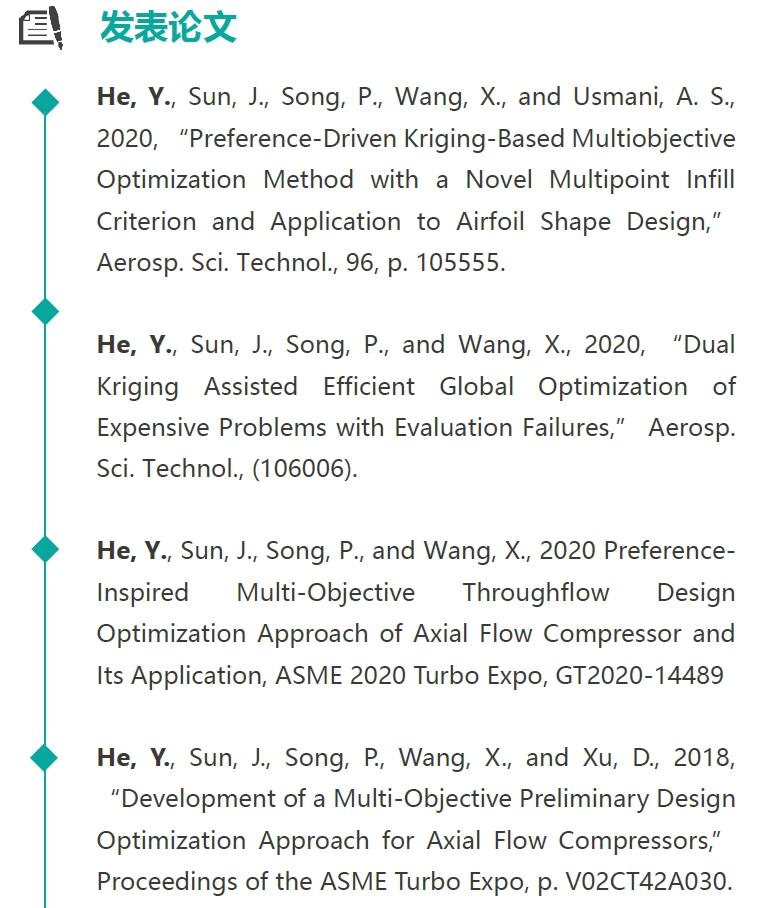 发表论文
He, Y., Sun, J., Song, P., Wang, X., and Usmani, A. S.,
2020, “Preference-Driven Kriging-Based Multiobjective
Optimization Method with a Novel Multipoint Infill
Criterion and Application to Airfoil Shape Design,”
Aerosp. Sci. Technol., 96, p. 105555.
He, Y., Sun, J., Song, P., and Wang, X., 2020, “Dual
Kriging Assisted Efficient Global Optimization of
Expensive Problems with Evaluation Failures,” Aerosp.
Sci. Technol., (106006).
He, Y., Sun, J., Song, P., and Wang, X., 2020 Preference-
Inspired Multi-Objective Throughflow Design
Optimization Approach of Axial Flow Compressor and
Its Application, ASME 2020 Turbo Expo, GT2020-14489
He, Y., Sun, J., Song, P., Wang, X., and Xu, D., 2018,
“Development of a Multi-Objective Preliminary Design
Optimization Approach for Axial Flow Compressors,”
Proceedings of the ASME Turbo Expo, p. V02CT42A030.